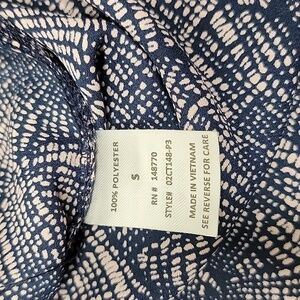 100% POLYESTER
S
RN # 148770
STYLE# 02CT148-P3
MADE IN VIETNAM
SEE REVERSE FOR CARE